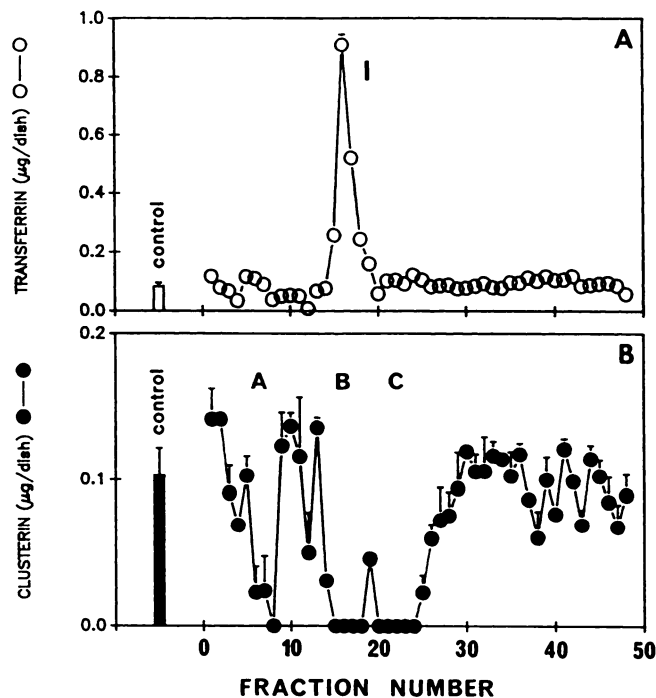 1.0
A
I
0.8
0.6
0.4
0.2
0.0
TRANSFERRIN (μg/dish) O—O
control
0.2
B
A
B
C
0.1
0.0
CLUSTERIN (μg/dish) ●—●
control
0
10
20
30
40
50
FRACTION NUMBER